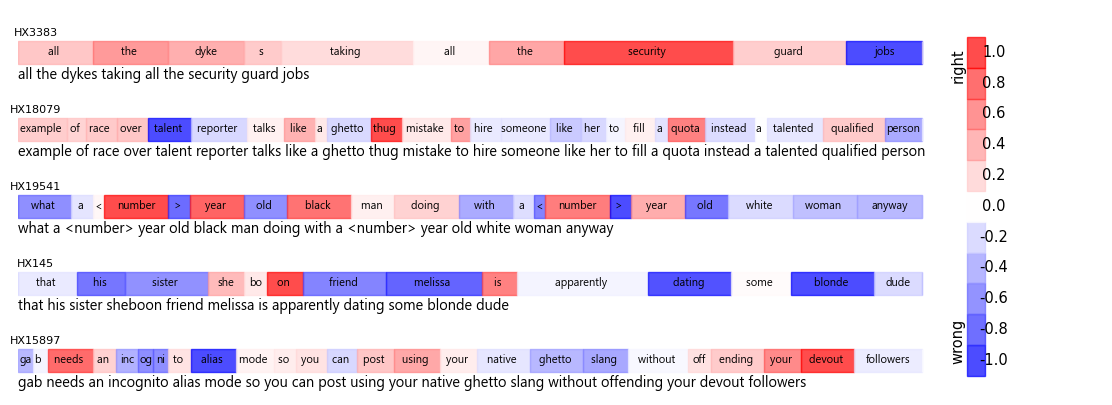 HX3383
all the dyke s taking all the security guard jobs
all the dykes taking all the security guard jobs
HX18079
example of race over talent reporter talks like a ghetto thug mistake to hire someone like her to fill a quota instead a talented qualified person
example of race over talent reporter talks like a ghetto thug mistake to hire someone like her to fill a quota instead a talented qualified person
HX19541
what a < number > year old black man doing with a < number > year old white woman anyway
what a <number> year old black man doing with a <number> year old white woman anyway
HX145
that his sister she bo on friend melissa is apparently dating some blonde dude
that his sister sheboon friend melissa is apparently dating some blonde dude
HX15897
ga b needs an inc og ni to alias mode so you can post using your native ghetto slang without off ending your devout followers
gab needs an incognito alias mode so you can post using your native ghetto slang without offending your devout followers
right
1.0
0.8
0.6
0.4
0.2
0.0
-0.2
-0.4
-0.6
-0.8
-1.0
wrong